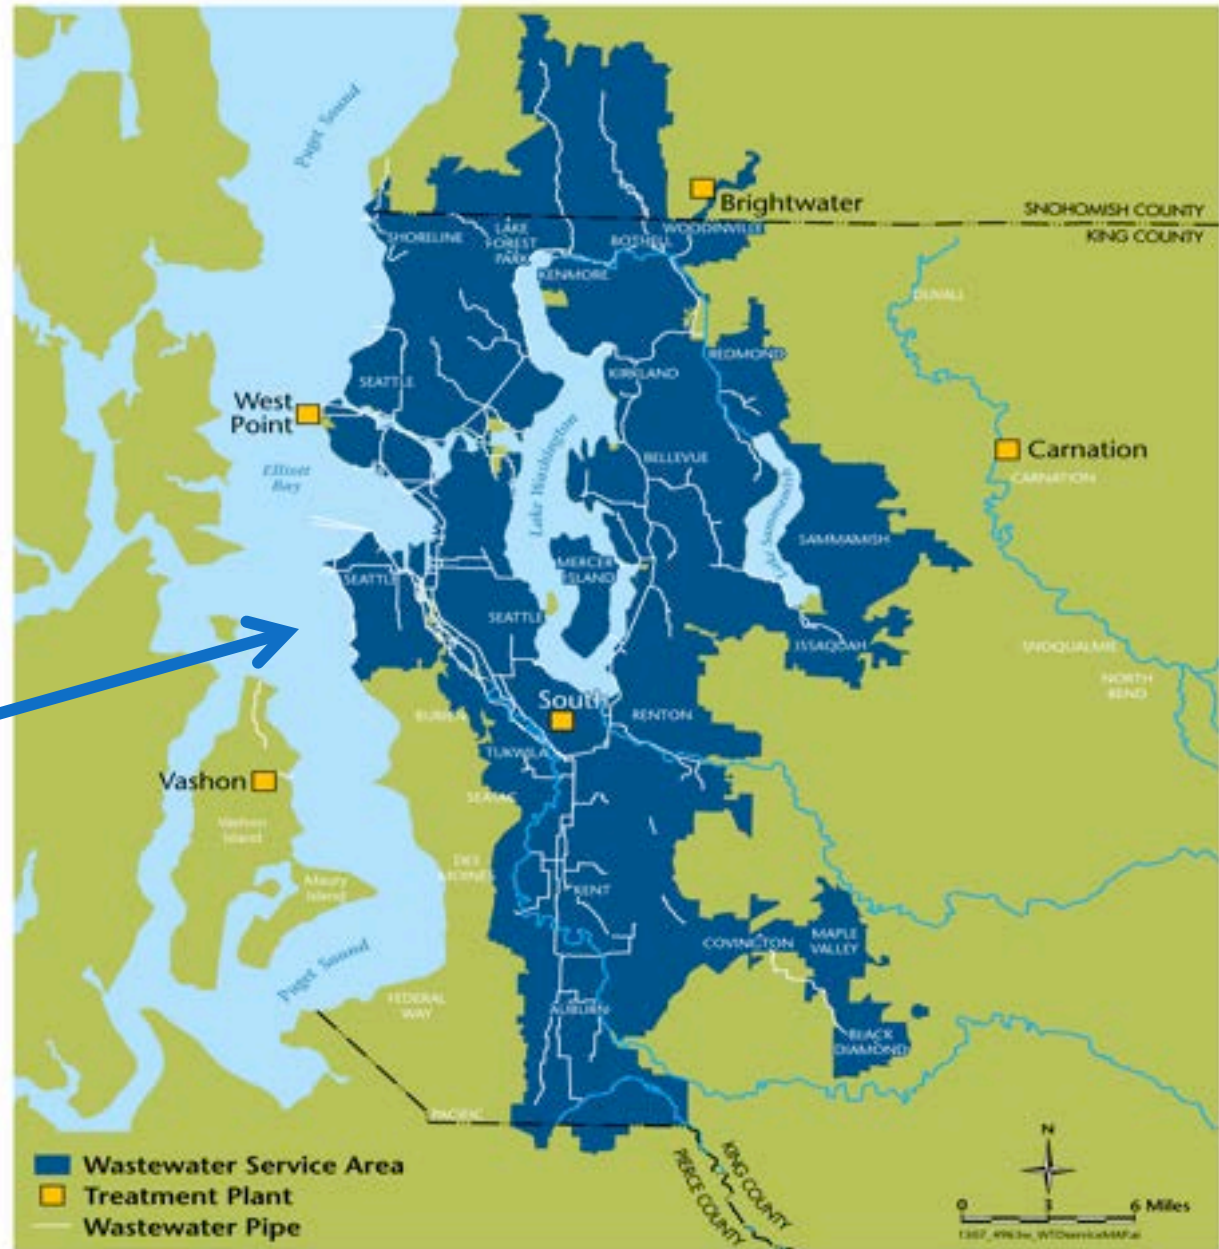 Puget Sound
Brightwater
SNOHOMISH COUNTY
KING COUNTY
SHORELINE
LAKE
FOREST
PARK
BOTHELL
WOODINVILLE
KENMORE
DUVALL
REDMOND
KIRKLAND
SEATTLE
West
Point
Elliott
Bay
Lake Washington
BELLEVUE
Carnation
CARNATION
Lake Sammamish
SAMMAMISH
MERCER
ISLAND
SEATTLE
SEATTLE
ISSAQUAH
SNOQUALMIE
NORTH
BEND
South
BURIEN
RENTON
TUKWILA
Vashon
SEATAC
Vashon
Island
DES
MOINES
Maury
Island
KENT
COVINGTON
MAPLE
VALLEY
Puget Sound
FEDERAL
WAY
AUBURN
BLACK
DIAMOND
PACIFIC
KING COUNTY
PIERCE COUNTY
Wastewater Service Area
Treatment Plant
Wastewater Pipe
N
0 3 6 Miles